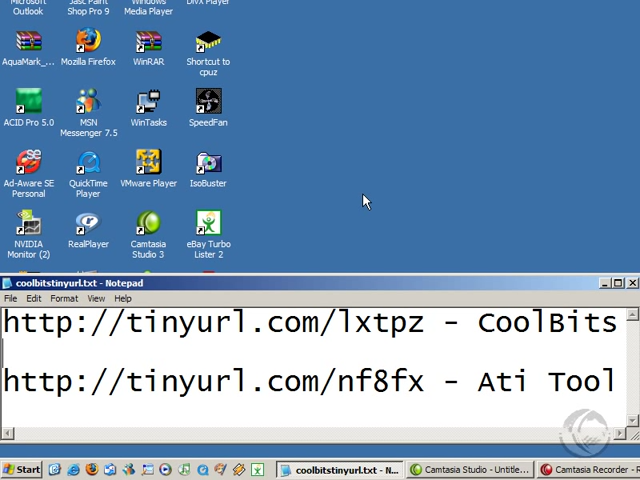 Microsoft Outlook
Jasc Paint Shop Pro 9
Windows Media Player
DivX Player
AquaMark_...
Mozilla Firefox
WinRAR
Shortcut to cpuz
ACID Pro 5.0
MSN Messenger 7.5
WinTasks
SpeedFan
Ad-Aware SE Personal
QuickTime Player
VMware Player
IsoBuster
NVIDIA Monitor (2)
RealPlayer
Camtasia Studio 3
eBay Turbo Lister 2
coolbitstinyurl.txt - Notepad
File Edit Format View Help
http://tinyurl.com/lxtpz - CoolBits
http://tinyurl.com/nf8fx - Ati Tool
Start
coolbitstinyurl.txt - N...
Camtasia Studio - Untitle...
Camtasia Recorder - R